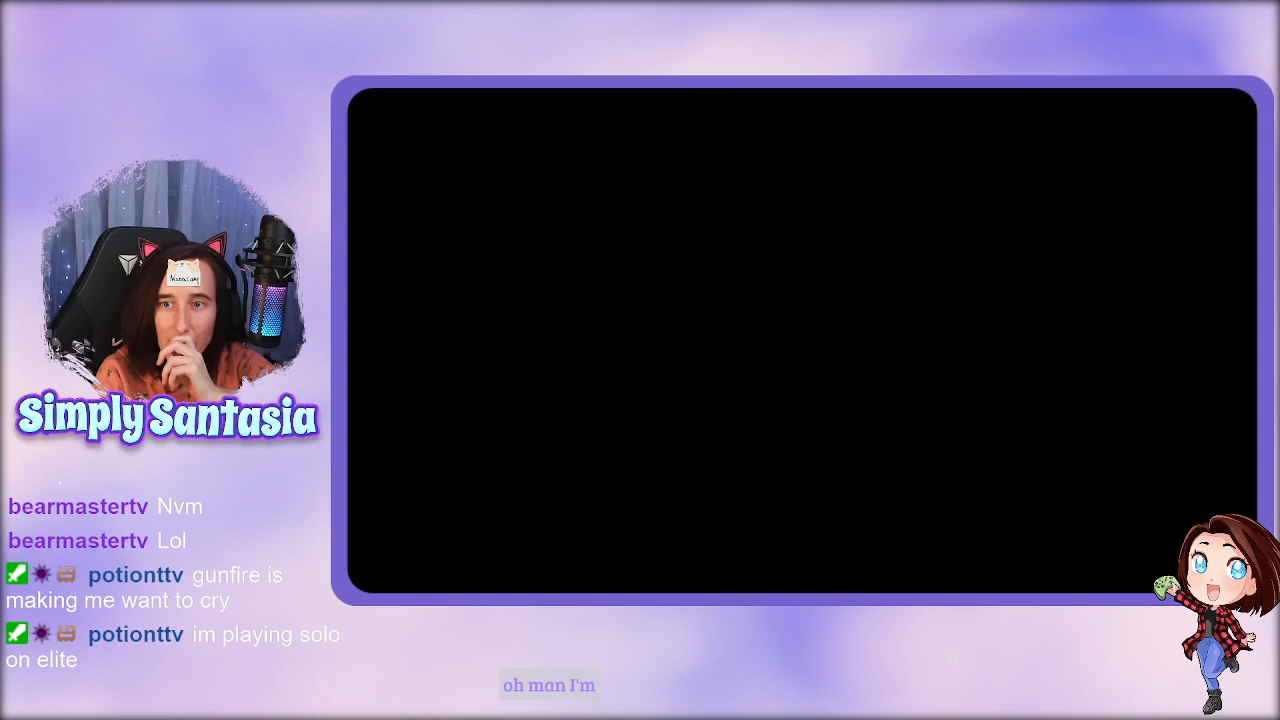 Simply Santasia
bearmastertv Nvm
bearmastertv Lol
potionttv gunfire is
making me want to cry
potionttv im playing solo
on elite
oh man I'm